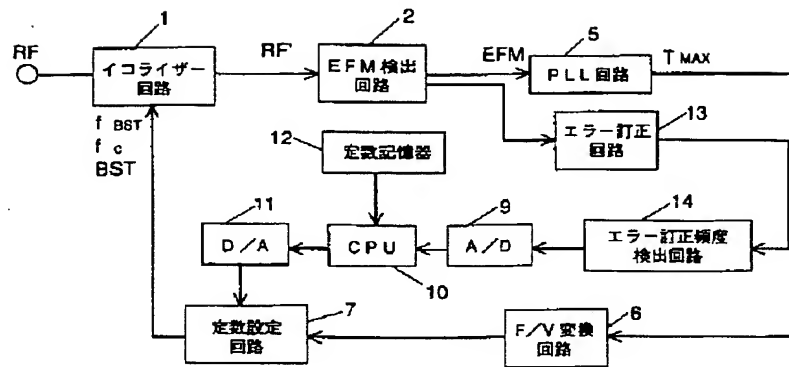 1
RF
イコライザー
回路
RF'
2
EFM検出
回路
EFM
5
PLL回路
T MAX
f BST
f c
BST
12
定数記憶器
エラー訂正
回路
13
11
D/A
CPU
10
9
A/D
14
エラー訂正頻度
検出回路
定数設定
回路
7
F/V変換
回路
6